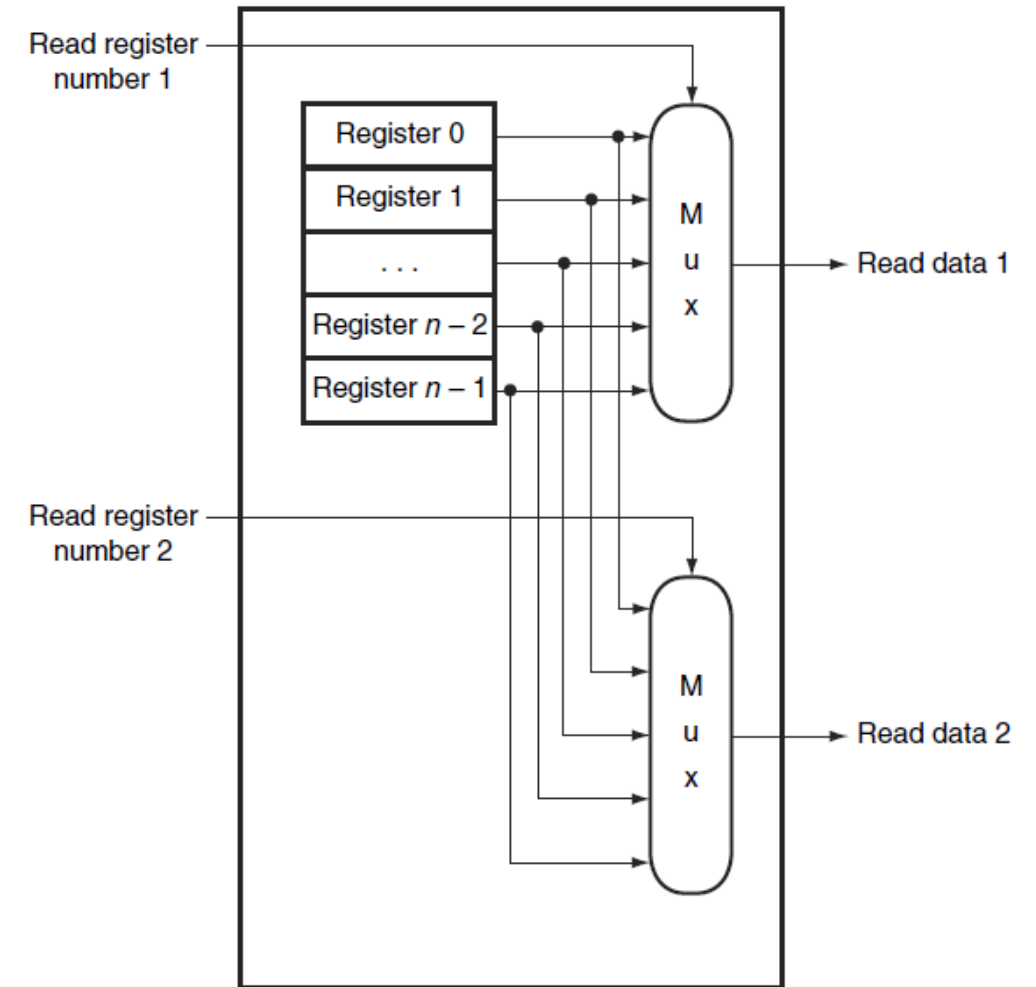 Read register
number 1
Register 0
Register 1
. . .
Register n – 2
Register n – 1
M
u
x
Read data 1
Read register
number 2
M
u
x
Read data 2